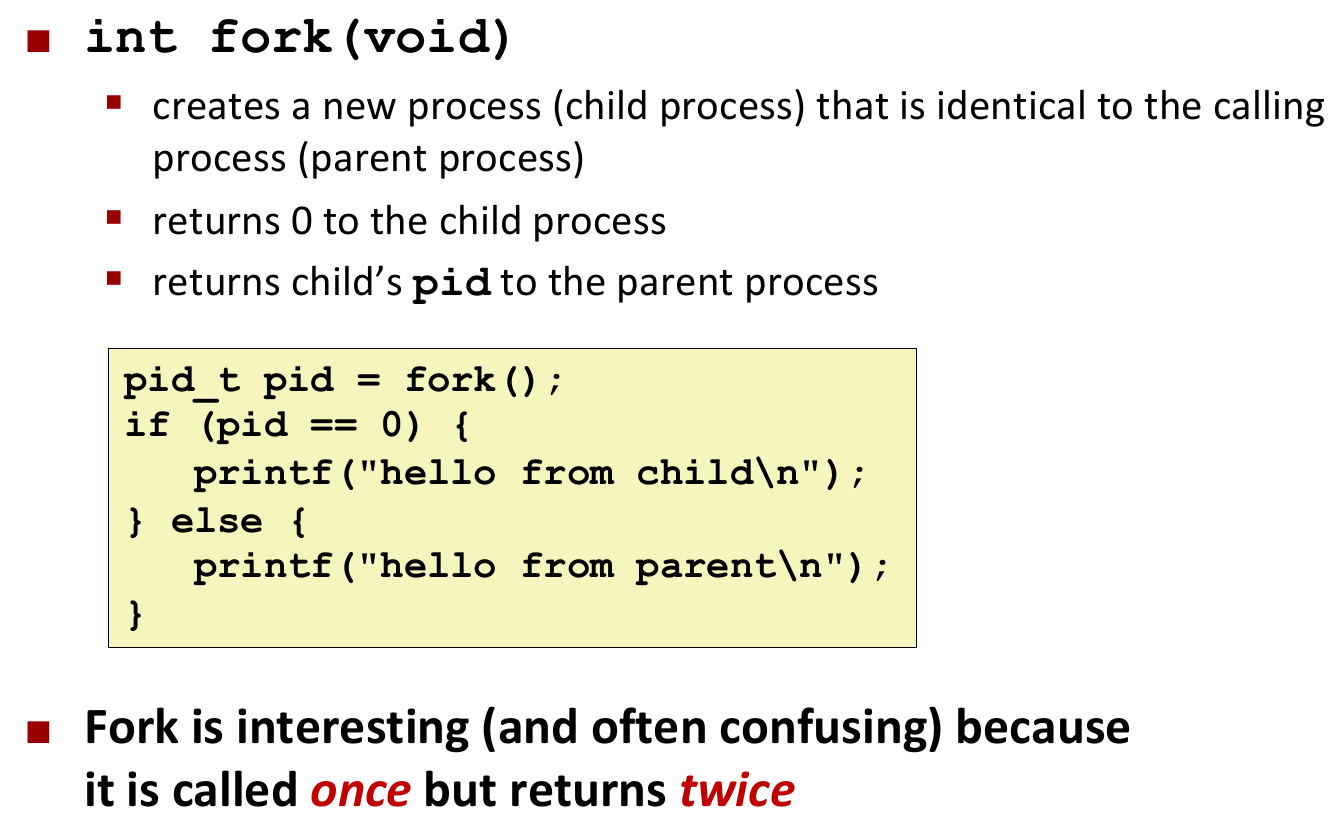 int fork(void)
creates a new process (child process) that is identical to the calling
process (parent process)
returns 0 to the child process
returns child’s pid to the parent process
pid_t pid = fork();
if (pid == 0) {
   printf("hello from child\n");
} else {
   printf("hello from parent\n");
}
Fork is interesting (and often confusing) because
it is called once but returns twice